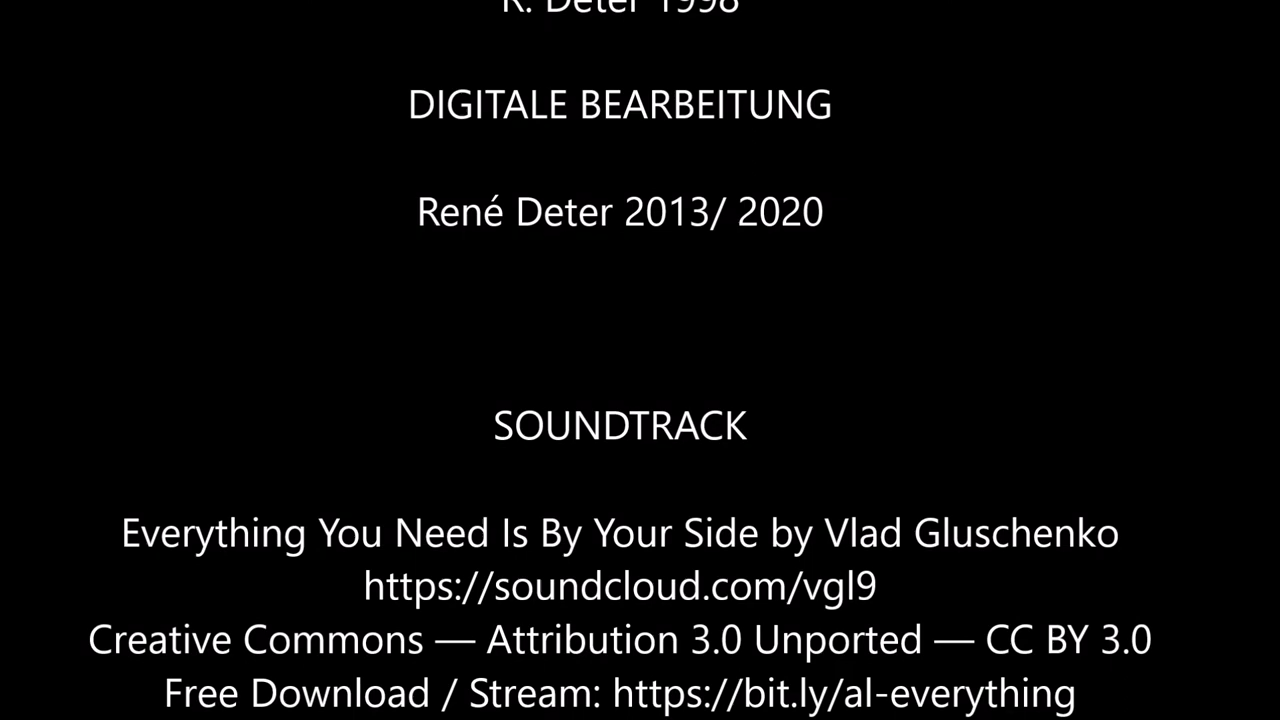 R. Deter 1998
DIGITALE BEARBEITUNG
René Deter 2013/ 2020
SOUNDTRACK
Everything You Need Is By Your Side by Vlad Gluschenko
https://soundcloud.com/vgl9
Creative Commons — Attribution 3.0 Unported — CC BY 3.0
Free Download / Stream: https://bit.ly/al-everything